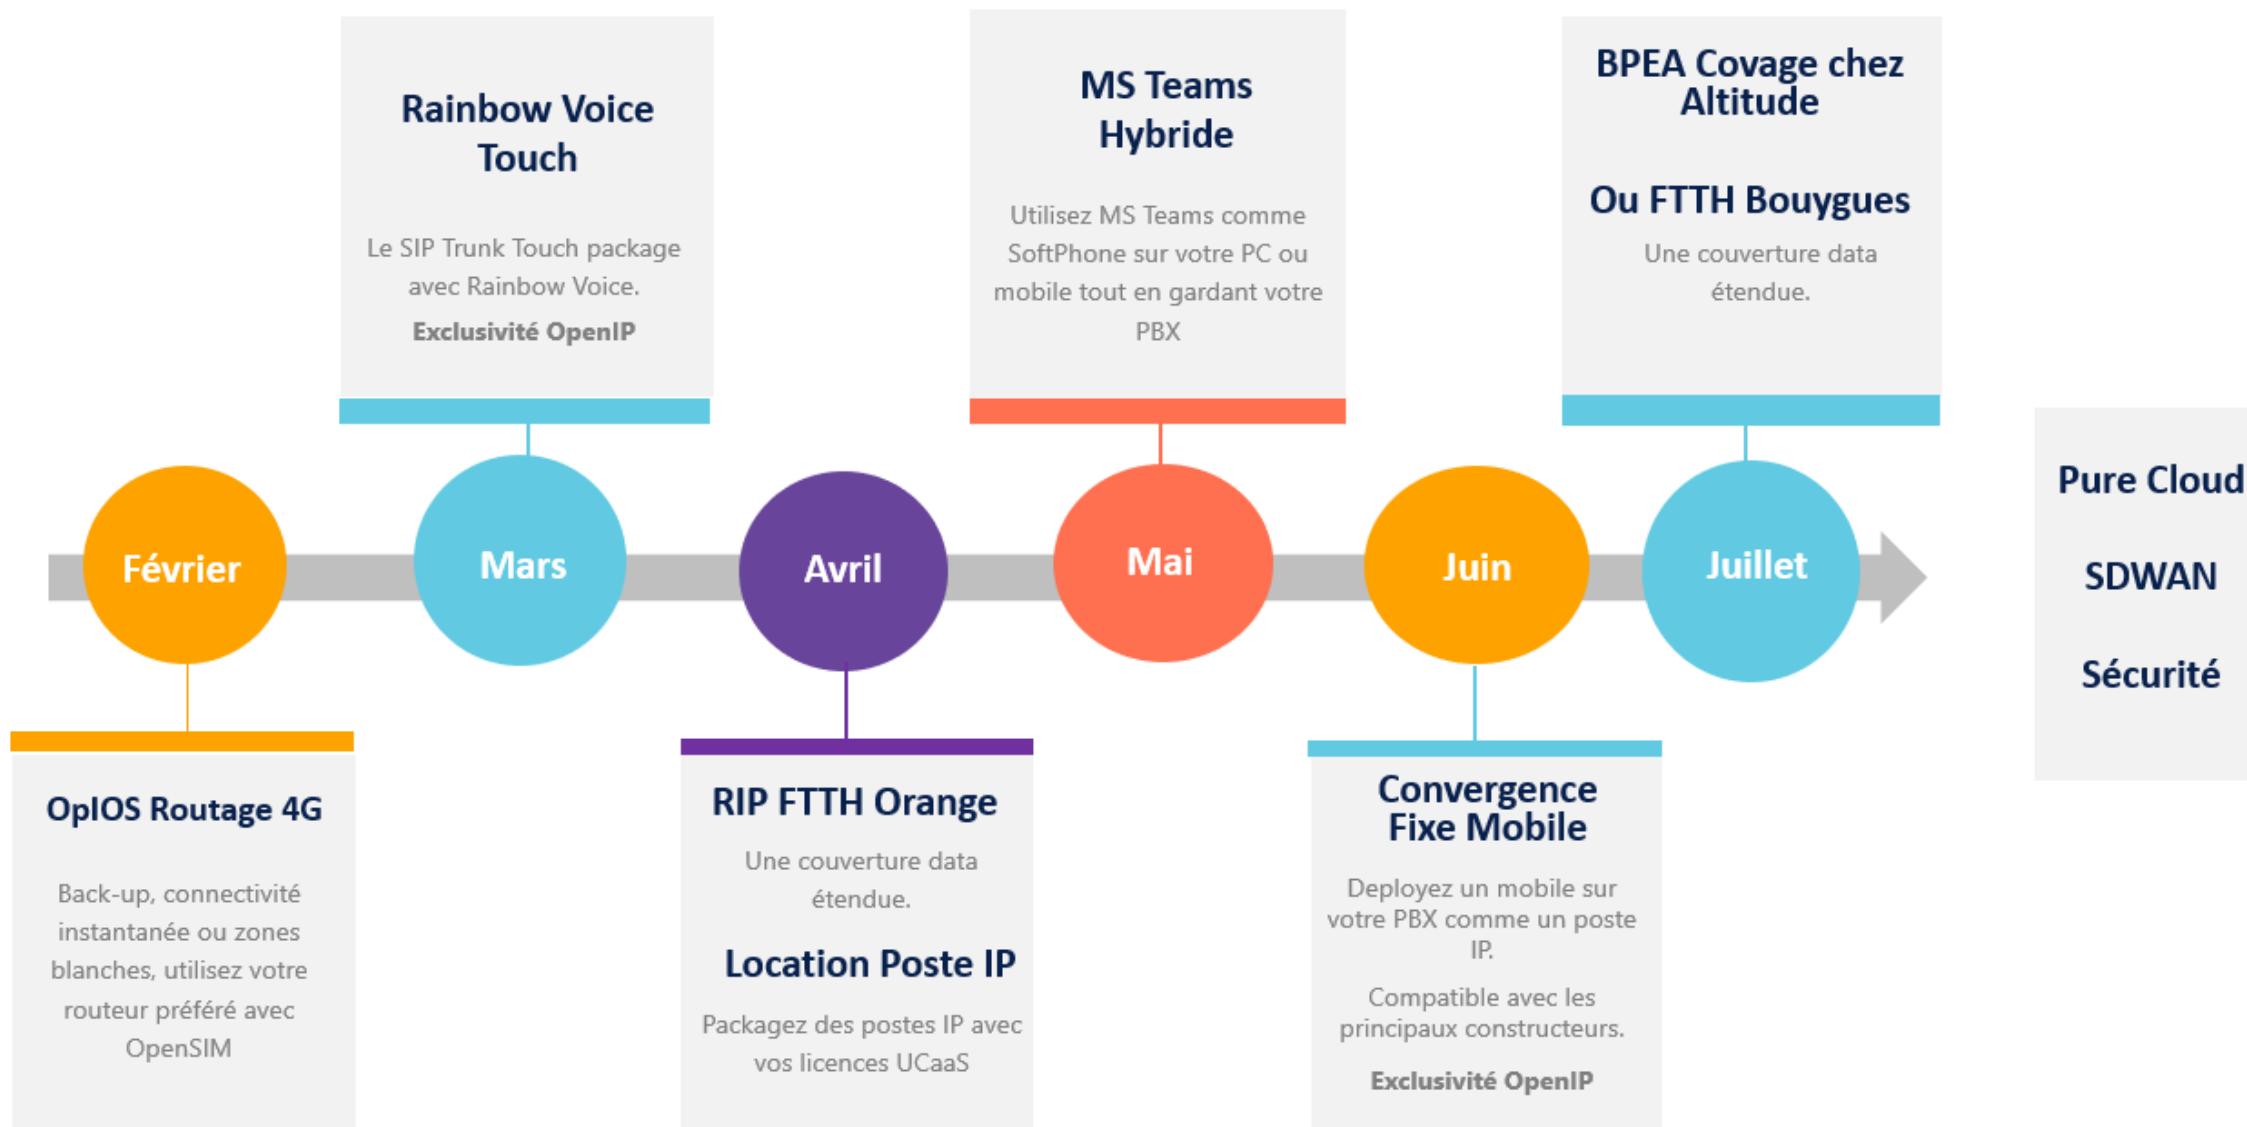 Rainbow Voice
Touch
Le SIP Trunk Touch package
avec Rainbow Voice.
Exclusivité OpenIP
MS Teams
Hybride
Utilisez MS Teams comme
SoftPhone sur votre PC ou
mobile tout en gardant votre
PBX
BPEA Covage chez
Altitude
Ou FTTH Bouygues
Une couverture data
étendue.
Février
Mars
Avril
Mai
Juin
Juillet
Pure Cloud
SDWAN
Sécurité
OpIOS Routage 4G
Back-up, connectivité
instantanée ou zones
blanches, utilisez votre
routeur préféré avec
OpenSIM
RIP FTTH Orange
Une couverture data
étendue.
Location Poste IP
Packagez des postes IP avec
vos licences UCaaS
Convergence
Fixe Mobile
Deployez un mobile sur
votre PBX comme un poste
IP.
Compatible avec les
principaux constructeurs.
Exclusivité OpenIP